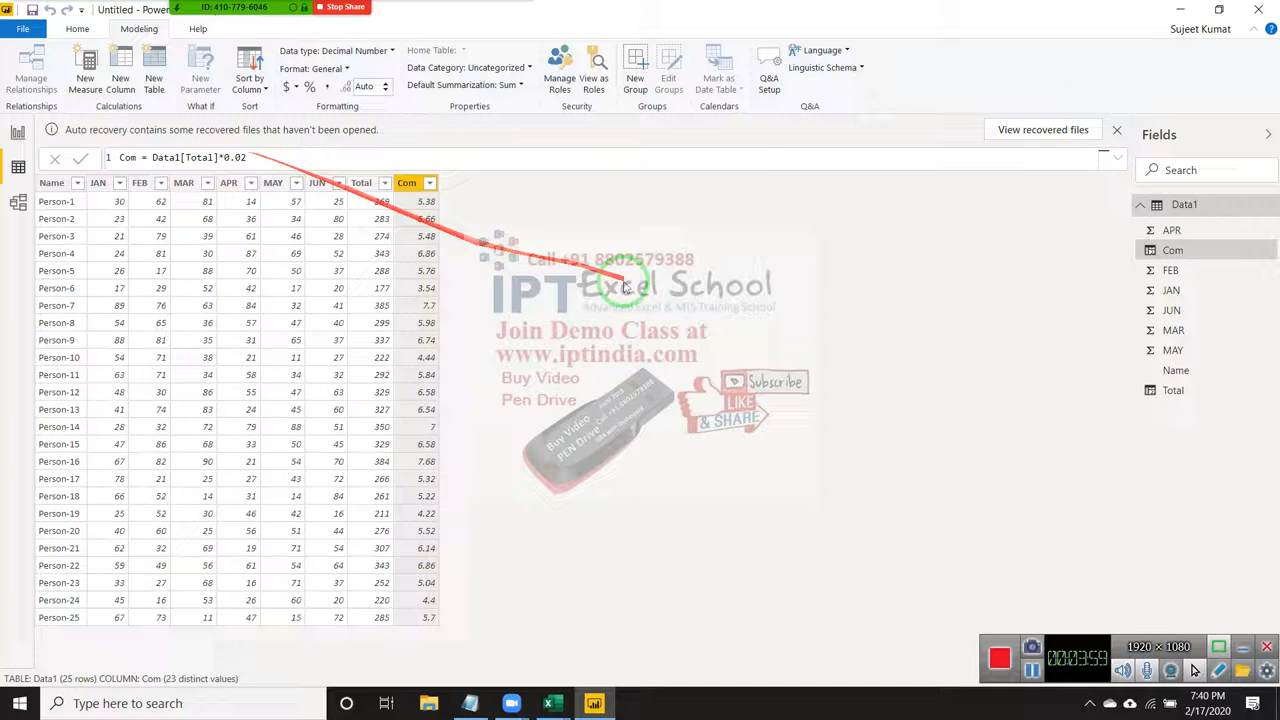 Untitled - Power
ID: 410-779-6046
Stop Share
File
Home
Modeling
Help
Sujeet Kumat
Manage Relationships
New Measure
New Column
New Table
New Parameter
Sort by Column
Data type: Decimal Number
Format: General
$ % , Auto
Home Table:
Data Category: Uncategorized
Default Summarization: Sum
Manage Roles
View as Roles
New Group
Edit Groups
Mark as Date Table
Q&A Setup
Language
Linguistic Schema
Relationships
Calculations
What If
Sort
Formatting
Properties
Security
Groups
Calendars
Q&A
Auto recovery contains some recovered files that haven't been opened.
View recovered files
1 Com = Data1[Total]*0.02
Name JAN FEB MAR APR MAY JUN Total Com
Person-1 30 62 81 14 57 25 269 5.38
Person-2 23 42 68 36 34 80 283 5.66
Person-3 21 79 39 61 46 28 274 5.48
Person-4 24 81 30 87 69 52 343 6.86
Person-5 26 17 88 70 50 37 288 5.76
Person-6 17 29 52 42 17 20 177 3.54
Person-7 89 76 63 84 32 41 385 7.7
Person-8 54 65 36 57 47 40 299 5.98
Person-9 88 81 35 31 65 37 337 6.74
Person-10 54 71 38 21 11 27 222 4.44
Person-11 63 71 34 58 34 32 292 5.84
Person-12 48 30 86 55 47 63 329 6.58
Person-13 41 74 83 24 45 60 327 6.54
Person-14 28 32 72 79 88 51 350 7
Person-15 47 86 68 33 50 45 329 6.58
Person-16 67 82 90 21 54 70 384 7.68
Person-17 78 21 25 27 43 72 266 5.32
Person-18 66 52 14 31 14 84 261 5.22
Person-19 25 52 30 46 42 16 211 4.22
Person-20 40 60 25 56 51 44 276 5.52
Person-21 62 32 69 19 71 54 307 6.14
Person-22 59 49 56 61 54 64 343 6.86
Person-23 33 27 68 16 71 37 252 5.04
Person-24 45 16 53 26 60 20 220 4.4
Person-25 67 73 11 47 15 72 285 5.7
Call +91 8802579388
IPT Excel School
Advanced Excel & MIS Training School
Join Demo Class at
www.iptindia.com
Buy Video
Pen Drive
Subscribe
LIKE
& SHARE
Buy Video
PEN Drive
Fields
Search
Data1
APR
Com
FEB
JAN
JUN
MAR
MAY
Name
Total
1920 × 1080
00:03:59
TABLE: Data1 (25 rows) COLUMN: Com (23 distinct values)
Type here to search
7:40 PM
2/17/2020